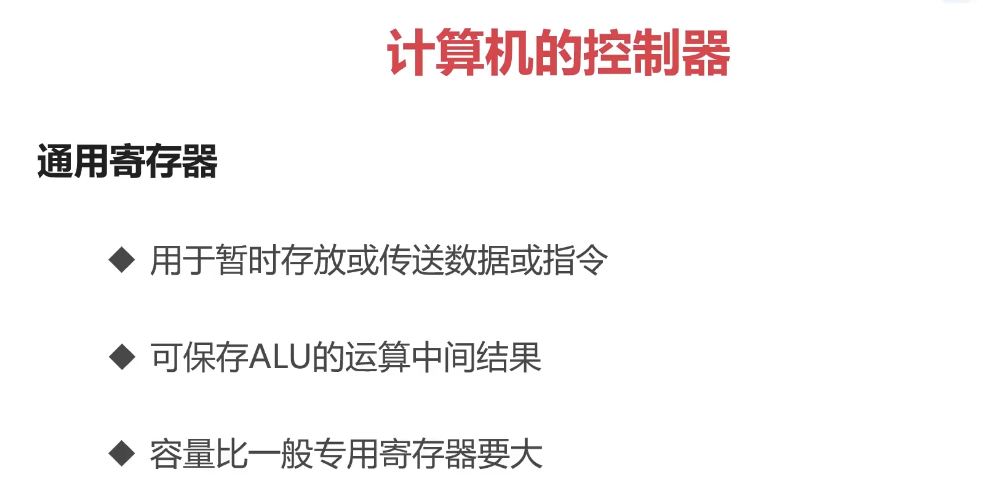 计算机的控制器
通用寄存器
◆ 用于暂时存放或传送数据或指令
◆ 可保存ALU的运算中间结果
◆ 容量比一般专用寄存器要大